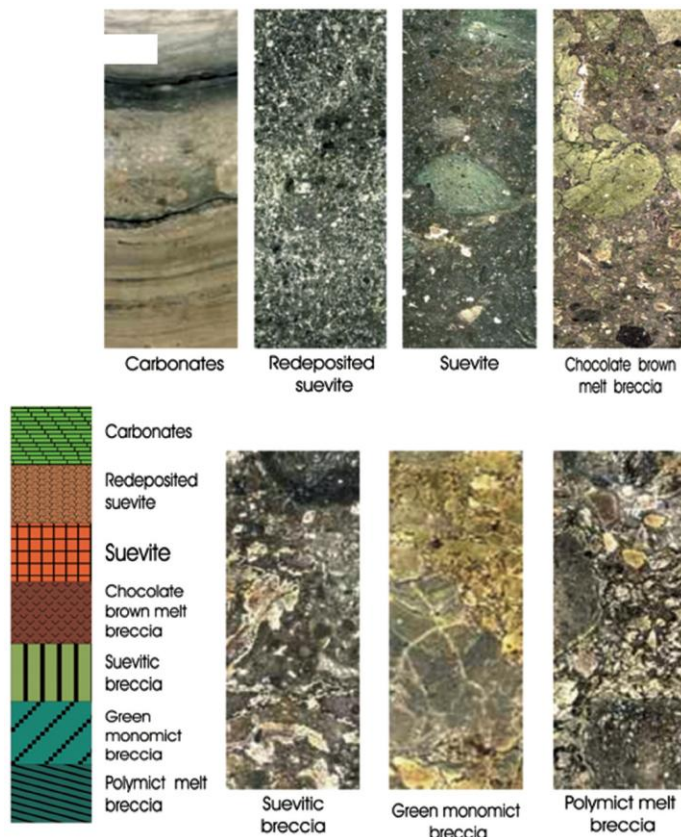 Carbonates
Redeposited
suevite
Suevite
Chocolate brown
melt breccia
Carbonates
Redeposited
suevite
Suevite
Chocolate
brown melt
breccia
Suevitic
breccia
Green
monomict
breccia
Polymict melt
breccia
Suevitic
breccia
Green monomict
breccia
Polymict melt
breccia